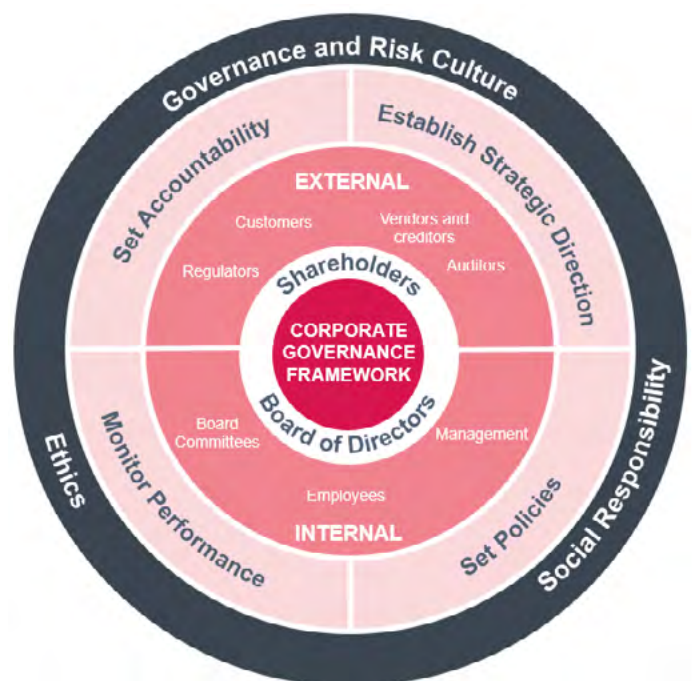 Governance and Risk Culture
Set Accountability
Establish Strategic Direction
EXTERNAL
Customers
Vendors and
creditors
Regulators
Auditors
Shareholders
CORPORATE
GOVERNANCE
FRAMEWORK
Board of Directors
Board
Committees
Management
Employees
INTERNAL
Monitor Performance
Set Policies
Ethics
Social Responsibility